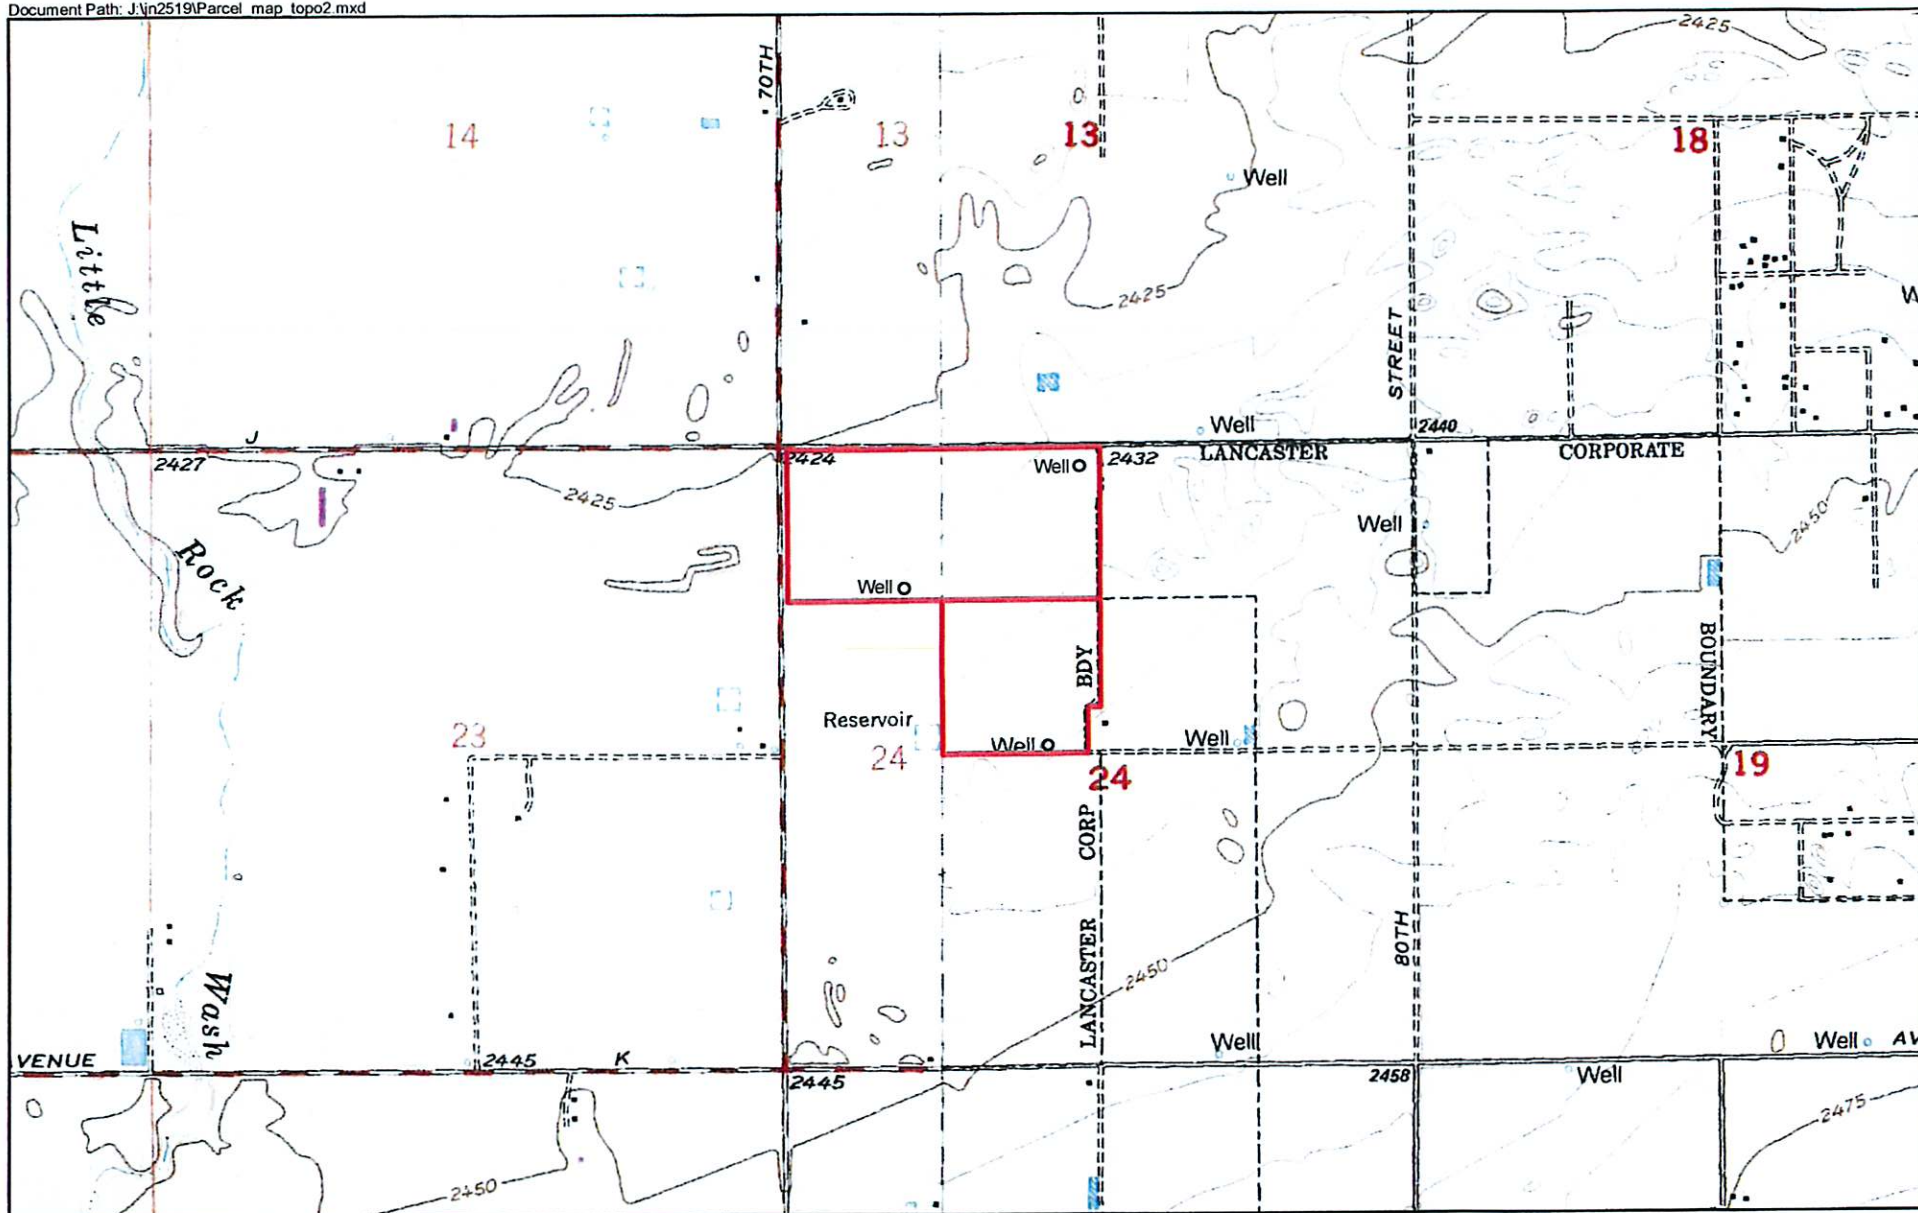 Document Path: J:\jn2519\Parcel_map_topo2.mxd
2425
70TH
14
13
13
18
Well
Little
2425
STREET
J
Well
2440
2427
2424
Well
2432
LANCASTER
CORPORATE
2425
Well
2450
Rock
Well
BDY
BOUNDARY
Reservoir
23
24
Well
Well
24
19
CORP
80TH
LANCASTER
2450
Wash
VENUE
2445
K
Well
Well
AV
2445
2458
Well
2475
2450